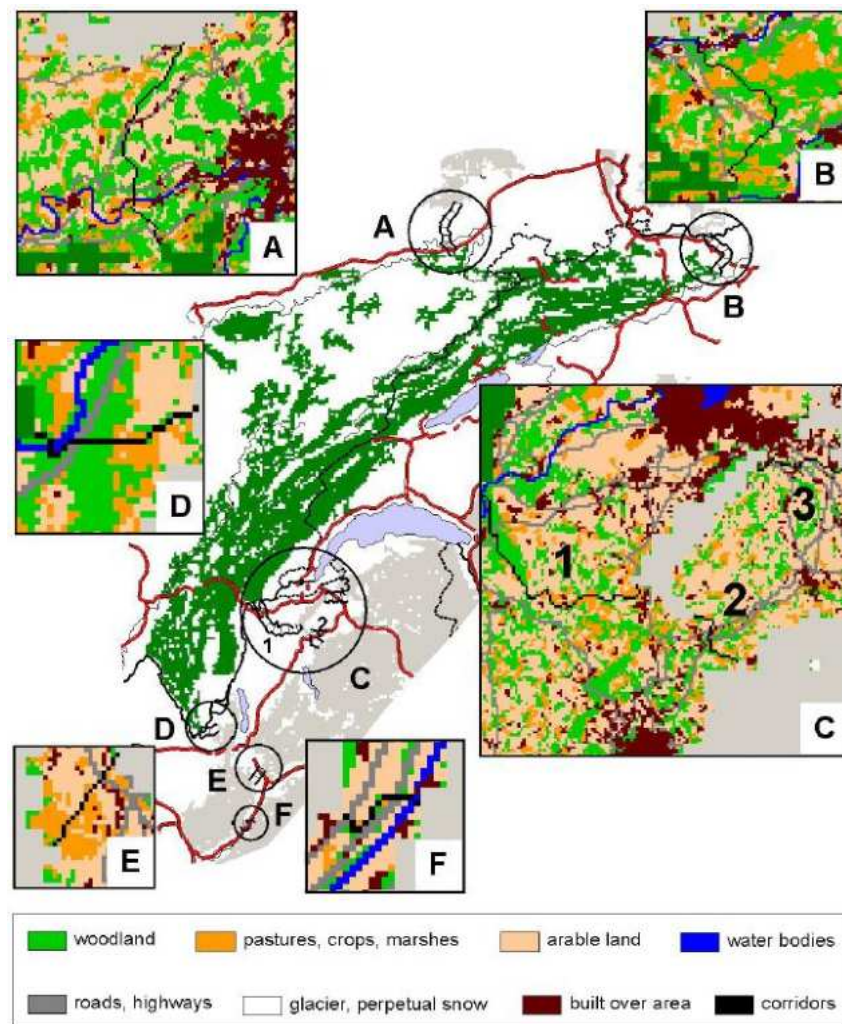 A
B
A
B
D
1
3
2
C
1
2
C
D
E
F
E
F
woodland
pastures, crops, marshes
arable land
water bodies
roads, highways
glacier, perpetual snow
built over area
corridors